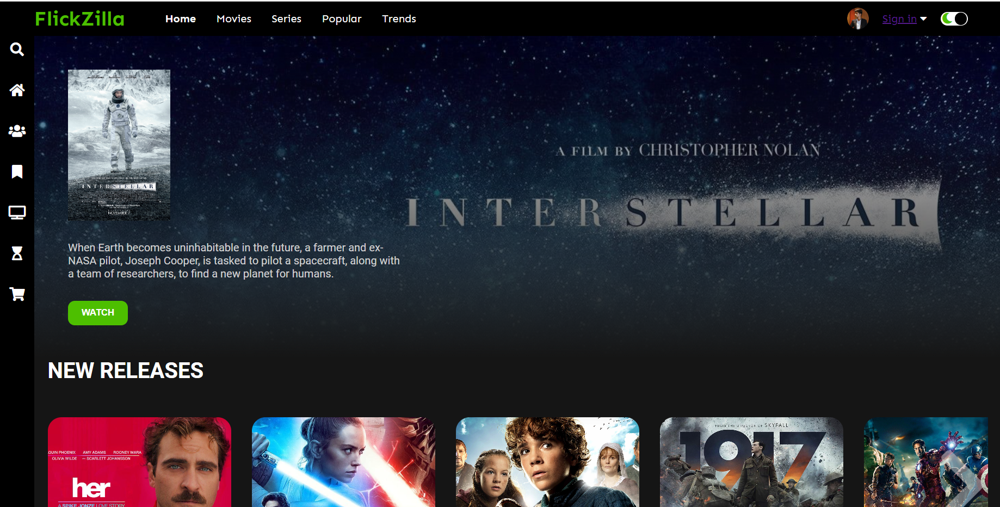 FlickZilla
Home Movies Series Popular Trends
Sign in
INTERSTELLAR
NOVEMBER 7
A FILM BY CHRISTOPHER NOLAN
INTERSTELLAR
When Earth becomes uninhabitable in the future, a farmer and ex-
NASA pilot, Joseph Cooper, is tasked to pilot a spacecraft, along with
a team of researchers, to find a new planet for humans.
WATCH
NEW RELEASES
QUIN PHOENIX AMY ADAMS ROONEY MARA
OLIVIA WILDE SCARLETT JOHANSSON
her
A SPIKE JONZE LOVE STORY
FROM THE DIRECTOR OF SKYFALL
1917